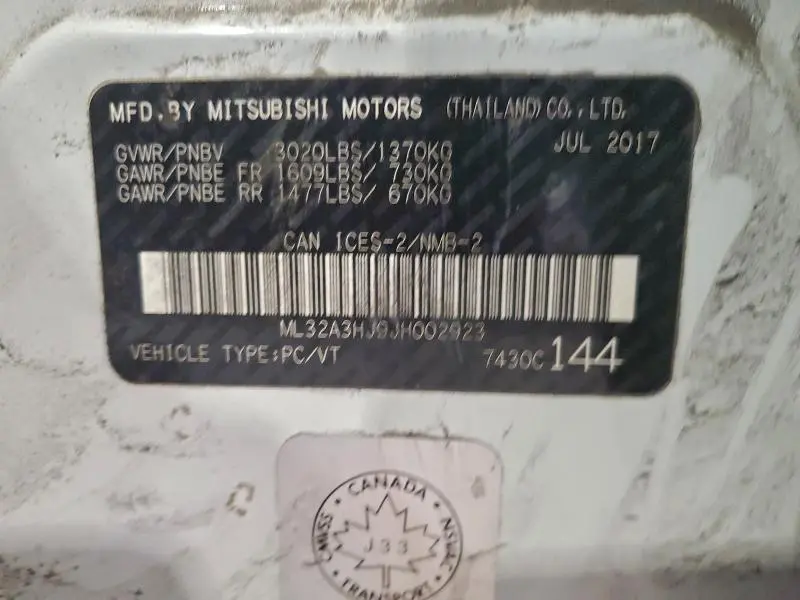 MFD.BY MITSUBISHI MOTORS (THAILAND) CO.,LTD.
JUL 2017
GVWR/PNBV 3020LBS/1370KG
GAWR/PNBE FR 1609LBS/ 730KG
GAWR/PNBE RR 1477LBS/ 670KG
CAN ICES-2/NMB-2
ML32A3HJ9JH002923
VEHICLE TYPE:PC/VT 7430C 144
CANADA
CMVSS NSVAC
J33
TRANSPORT